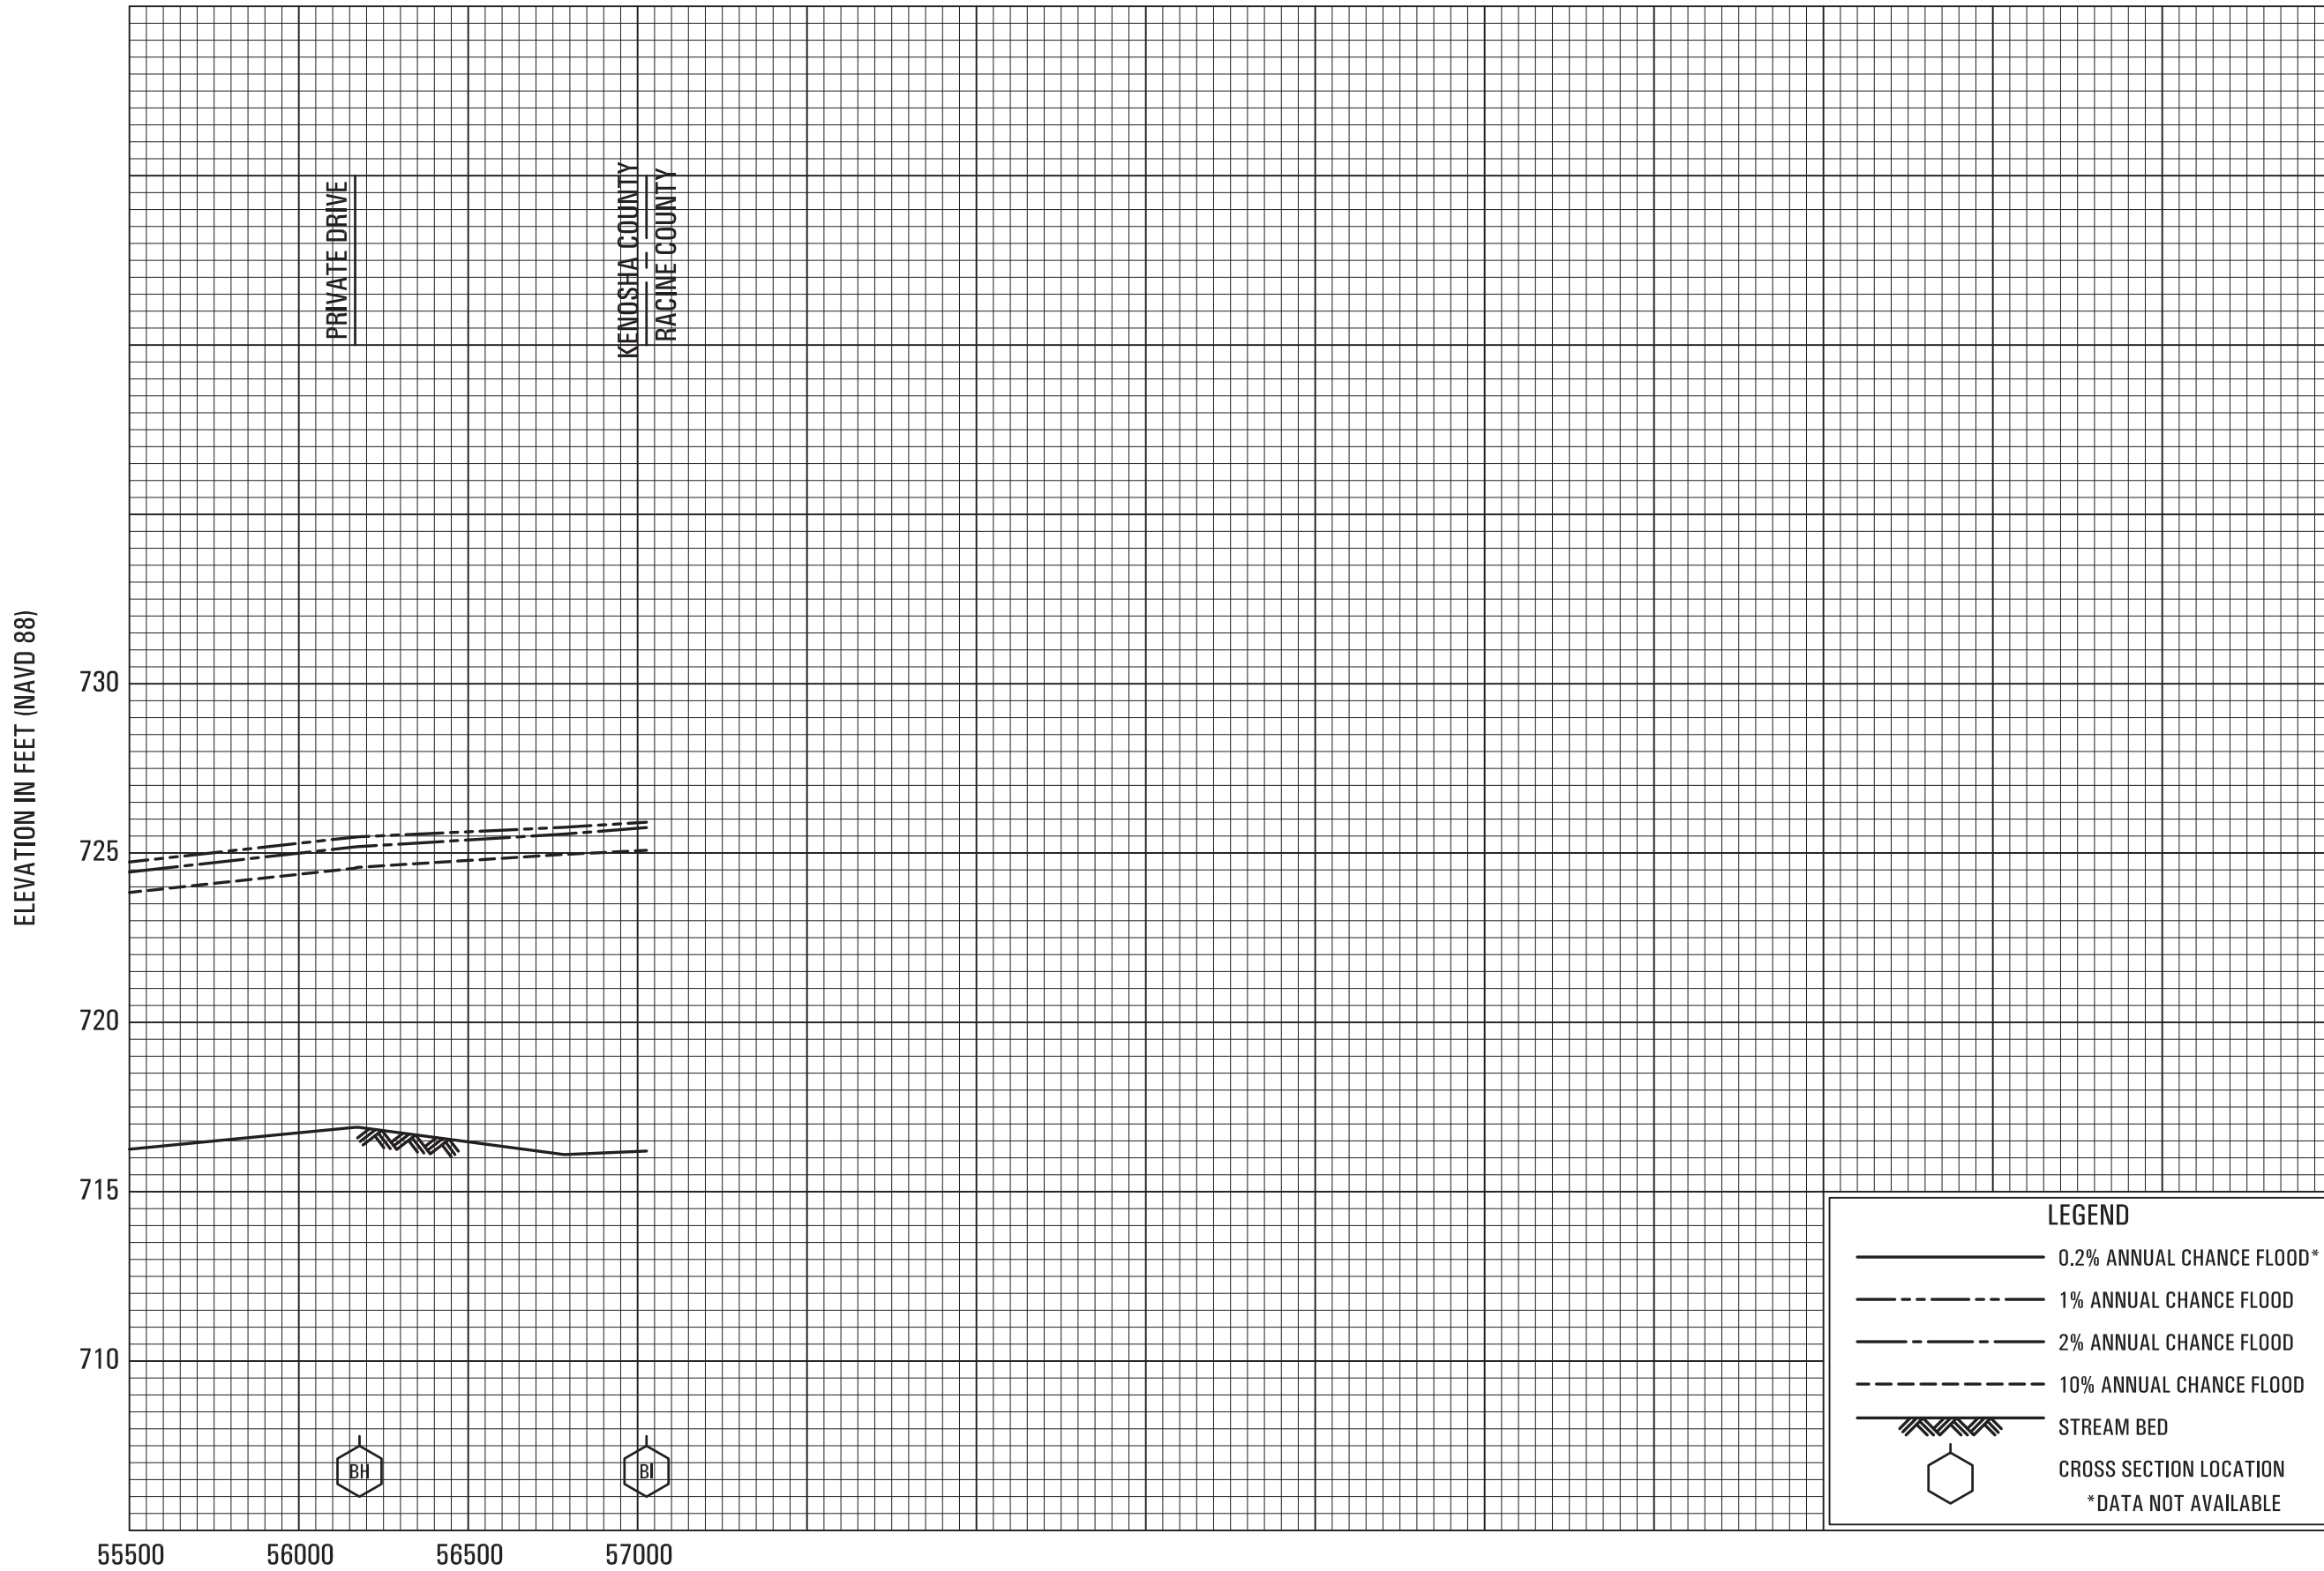 PRIVATE DRIVE
KENOSHA COUNTY
RACINE COUNTY
ELEVATION IN FEET (NAVD 88)
730
725
720
715
710
BH
BI
55500
56000
56500
57000
LEGEND
0.2% ANNUAL CHANCE FLOOD*
1% ANNUAL CHANCE FLOOD
2% ANNUAL CHANCE FLOOD
10% ANNUAL CHANCE FLOOD
STREAM BED
CROSS SECTION LOCATION
*DATA NOT AVAILABLE